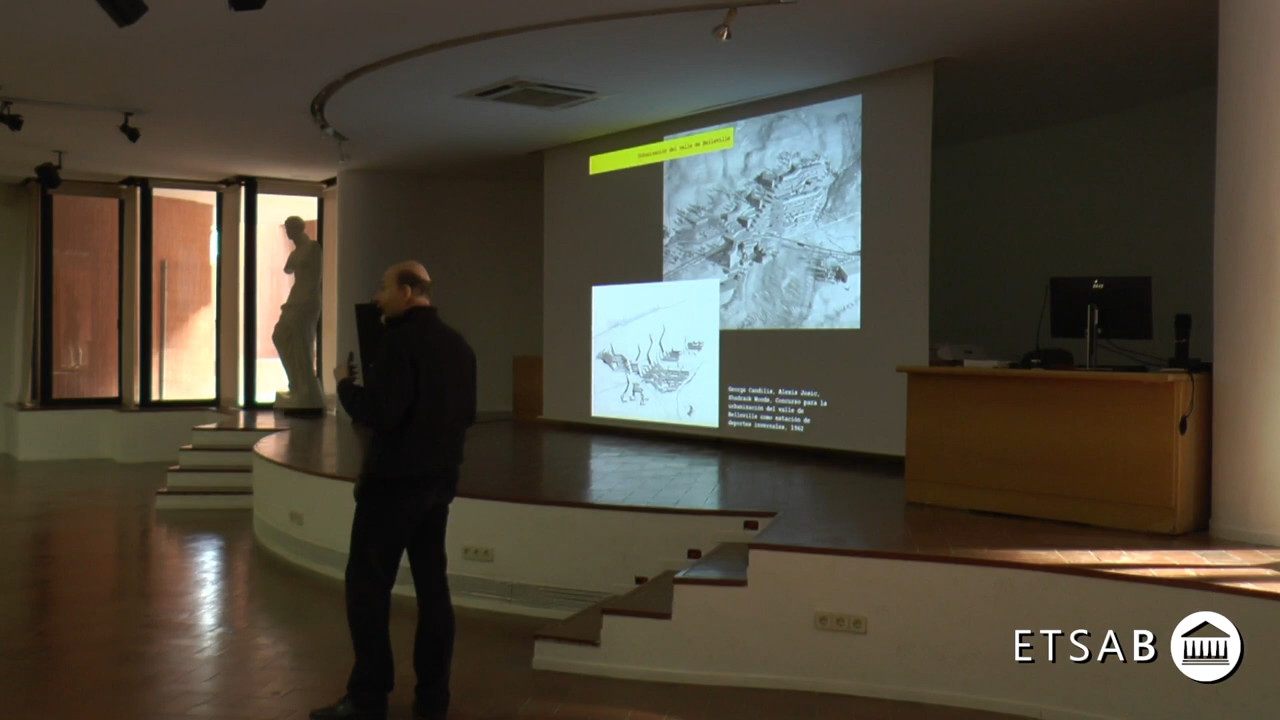 Urbanización del valle de Belleville
George Candilis, Alexis Josic,
Shadrach Woods, Concurso para la
urbanización del valle de
Belleville como estación de
deportes invernales, 1962
ETSAB